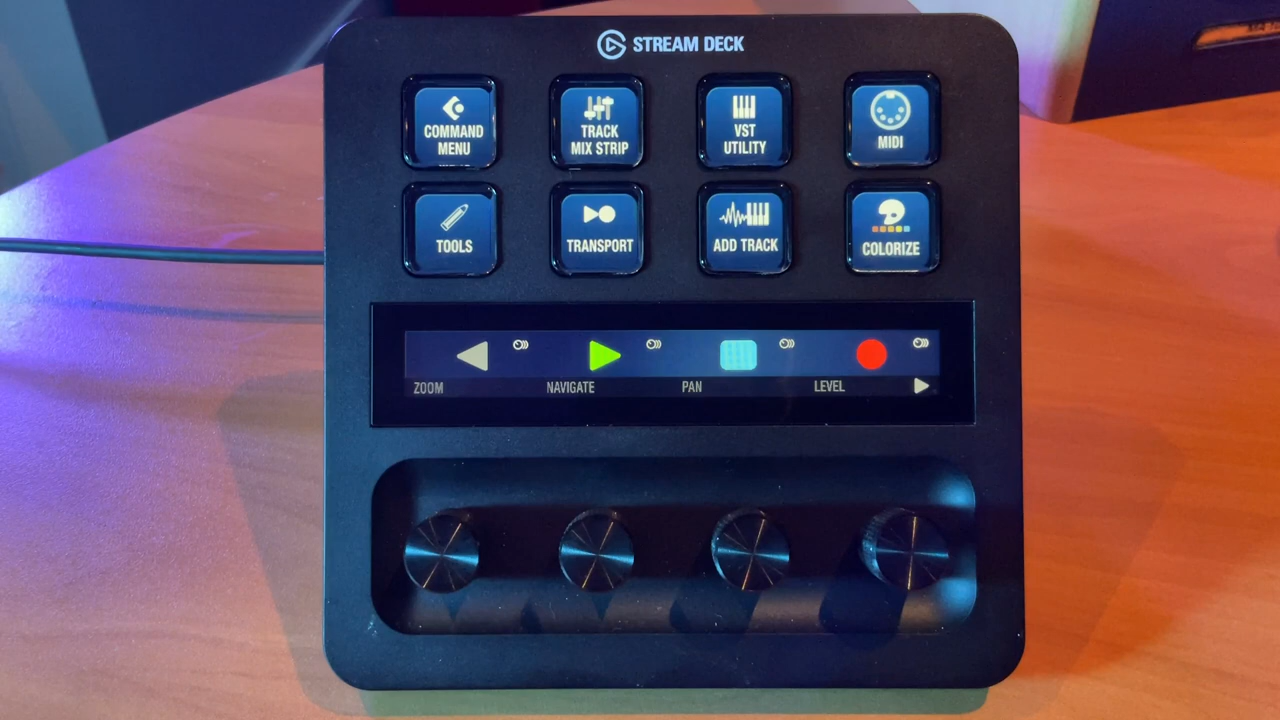 STREAM DECK
COMMAND
MENU
TRACK
MIX STRIP
VST
UTILITY
MIDI
TOOLS
TRANSPORT
ADD TRACK
COLORIZE
ZOOM
NAVIGATE
PAN
LEVEL